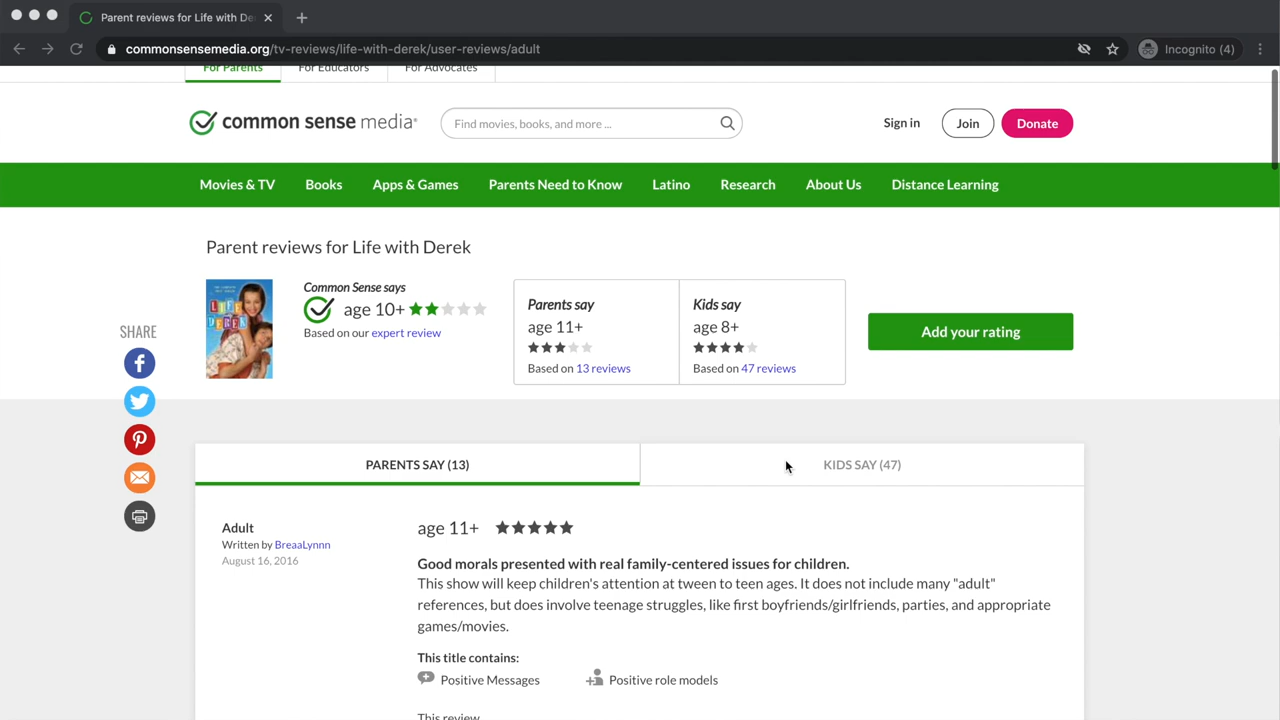 Parent reviews for Life with De
commonsensemedia.org/tv-reviews/life-with-derek/user-reviews/adult
Incognito (4)
For Parents
For Educators
For Advocates
common sense media®
Find movies, books, and more ...
Sign in
Join
Donate
Movies & TV
Books
Apps & Games
Parents Need to Know
Latino
Research
About Us
Distance Learning
Parent reviews for Life with Derek
LIFE
DEREK
Common Sense says
age 10+
Based on our expert review
Parents say
age 11+
Based on 13 reviews
Kids say
age 8+
Based on 47 reviews
Add your rating
SHARE
PARENTS SAY (13)
KIDS SAY (47)
Adult
Written by BreaaLynnn
August 16, 2016
age 11+
Good morals presented with real family-centered issues for children.
This show will keep children's attention at tween to teen ages. It does not include many "adult"
references, but does involve teenage struggles, like first boyfriends/girlfriends, parties, and appropriate
games/movies.
This title contains:
Positive Messages
Positive role models
This review